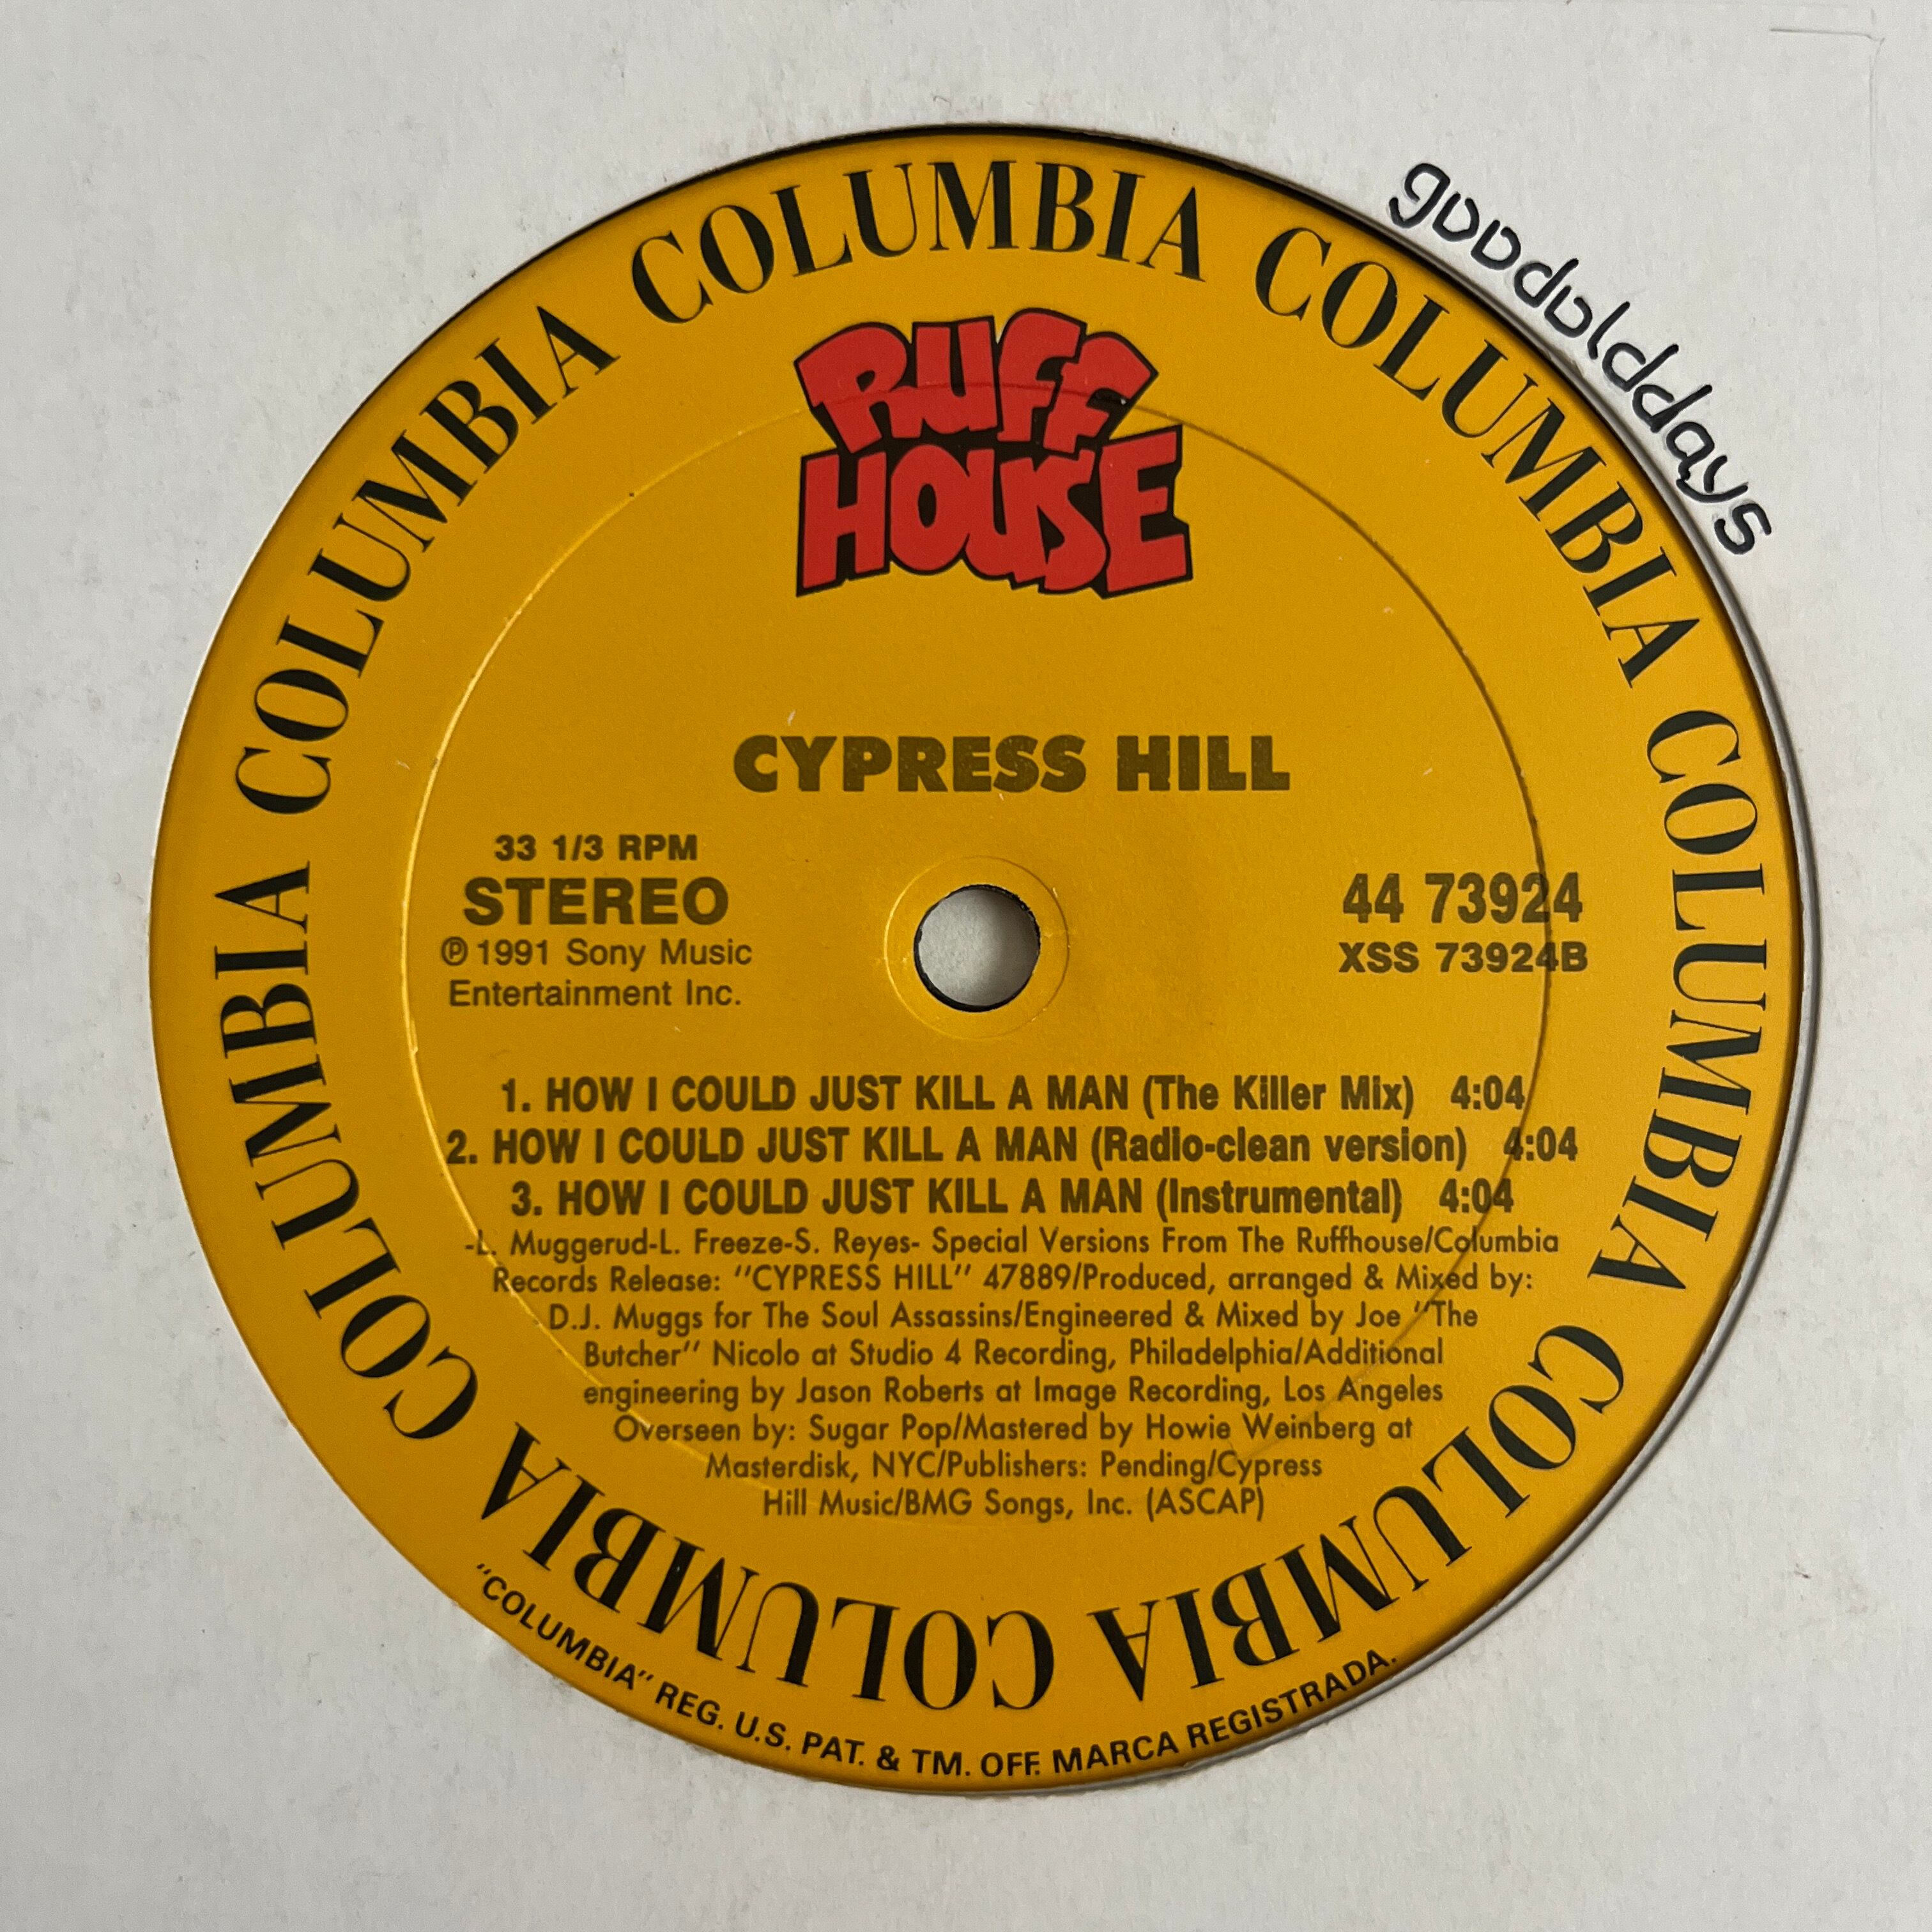 COLUMBIA COLUMBIA COLUMBIA COLUMBIA COLUMBIA COLUMBIA COLUMBIA COLUMBIA
goodolddays
RUFF
HOUSE
CYPRESS HILL
33 1/3 RPM
STEREO
℗ 1991 Sony Music
Entertainment Inc.
44 73924
XSS 73924B
1. HOW I COULD JUST KILL A MAN (The Killer Mix) 4:04
2. HOW I COULD JUST KILL A MAN (Radio-clean version) 4:04
3. HOW I COULD JUST KILL A MAN (Instrumental) 4:04
-L. Muggerud-L. Freeze-S. Reyes- Special Versions From The Ruffhouse/Columbia
Records Release: "CYPRESS HILL" 47889/Produced, arranged & Mixed by:
D.J. Muggs for The Soul Assassins/Engineered & Mixed by Joe "The
Butcher" Nicolo at Studio 4 Recording, Philadelphia/Additional
engineering by Jason Roberts at Image Recording, Los Angeles
Overseen by: Sugar Pop/Mastered by Howie Weinberg at
Masterdisk, NYC/Publishers: Pending/Cypress
Hill Music/BMG Songs, Inc. (ASCAP)
"COLUMBIA" REG. U.S. PAT. & TM. OFF. MARCA REGISTRADA.